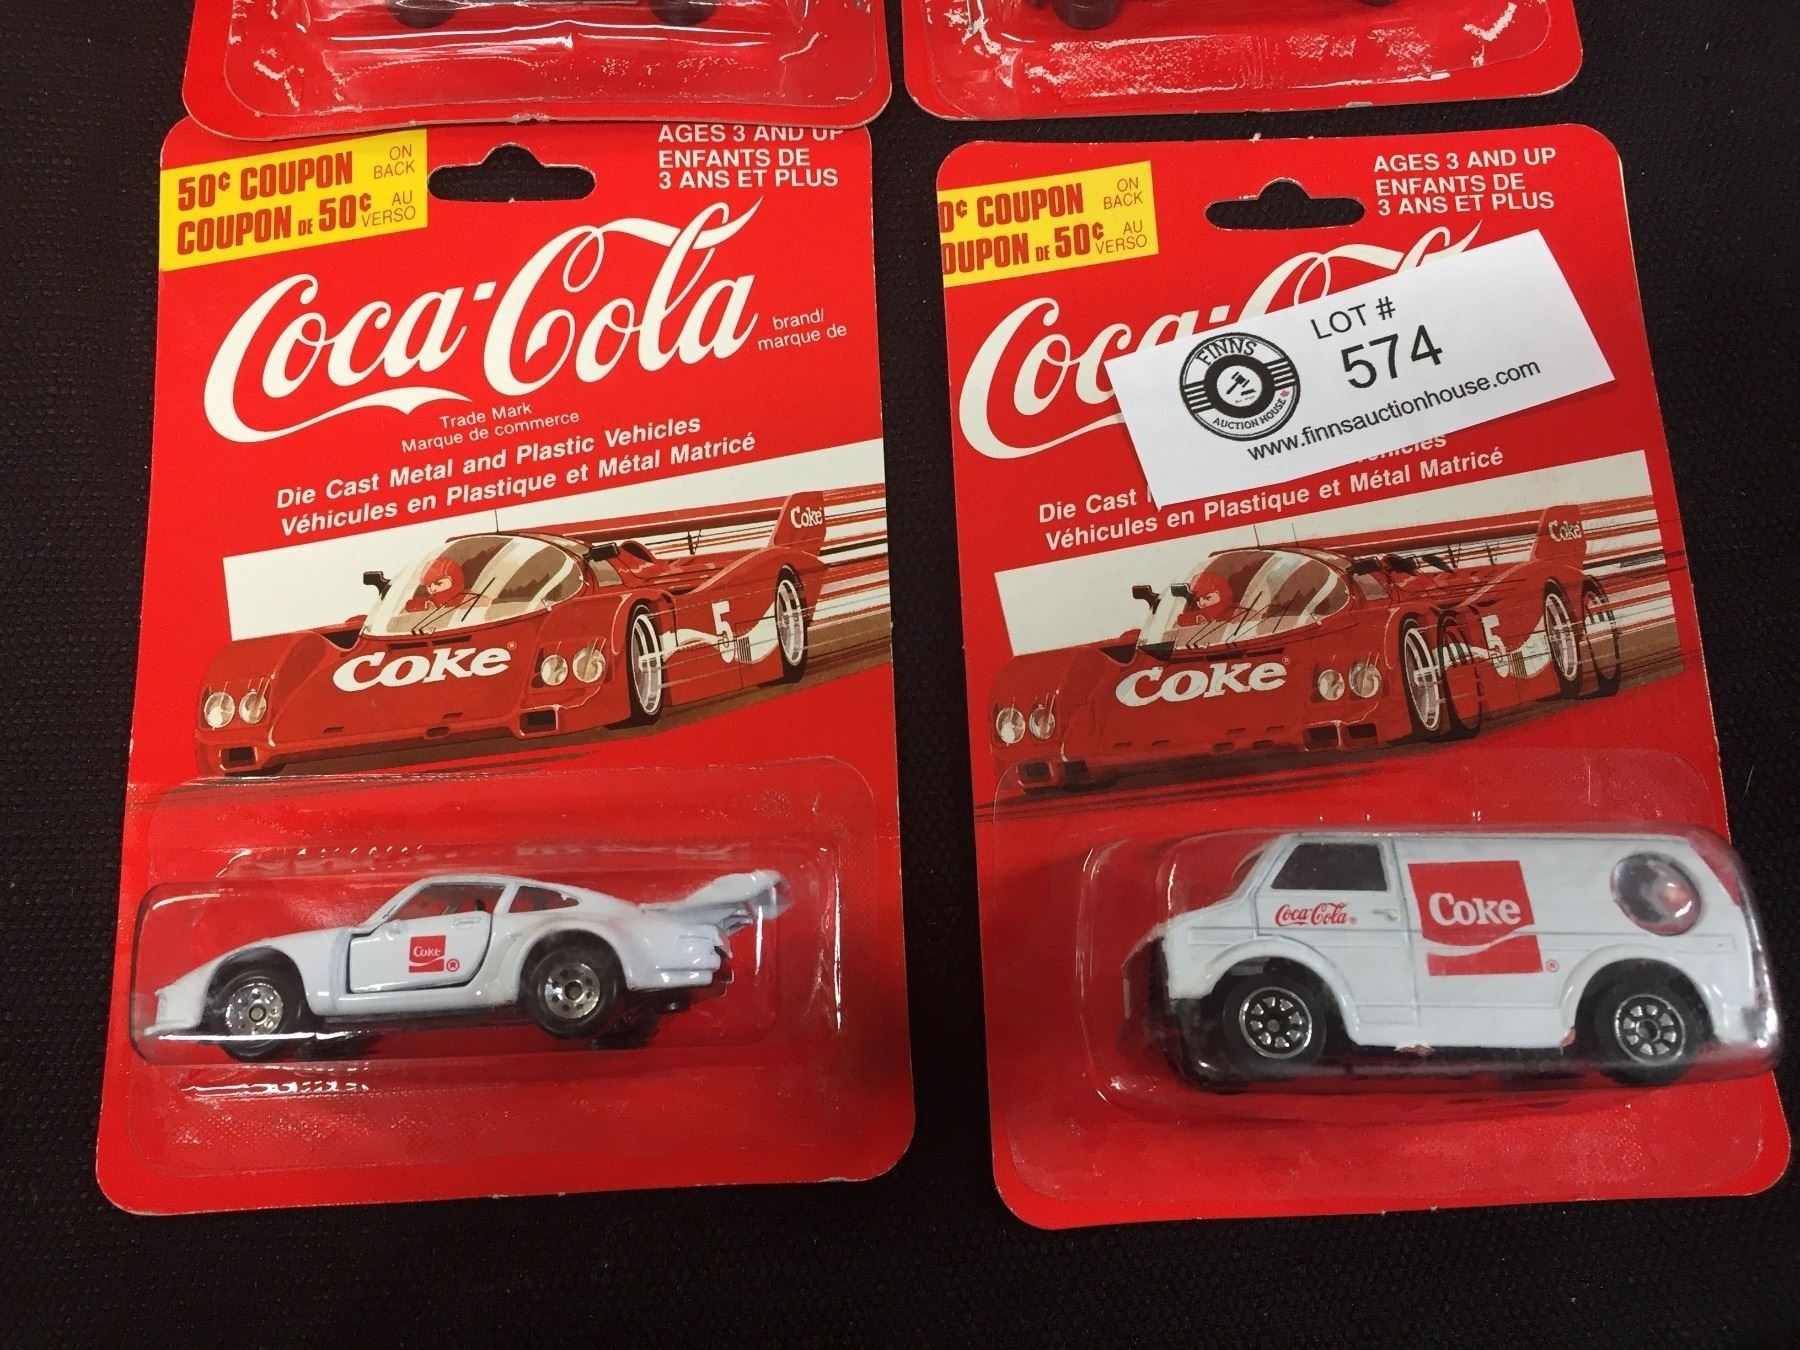 50¢ COUPON ON BACK
COUPON DE 50¢ AU VERSO
AGES 3 AND UP
ENFANTS DE
3 ANS ET PLUS
Coca-Cola
brand/
marque de
Trade Mark
Marque de commerce
Die Cast Metal and Plastic Vehicles
Véhicules en Plastique et Métal Matricé
Coke
5
Coke®
Coke
®
0¢ COUPON ON BACK
OUPON DE 50¢ AU VERSO
AGES 3 AND UP
ENFANTS DE
3 ANS ET PLUS
Coca-Co
FINNS
AUCTION HOUSE
LOT #
574
www.finnsauctionhouse.com
Die Cast
Véhicules en Plastique et Métal Matricé
Coke
5
Coke®
Coca-Cola®
Coke
®